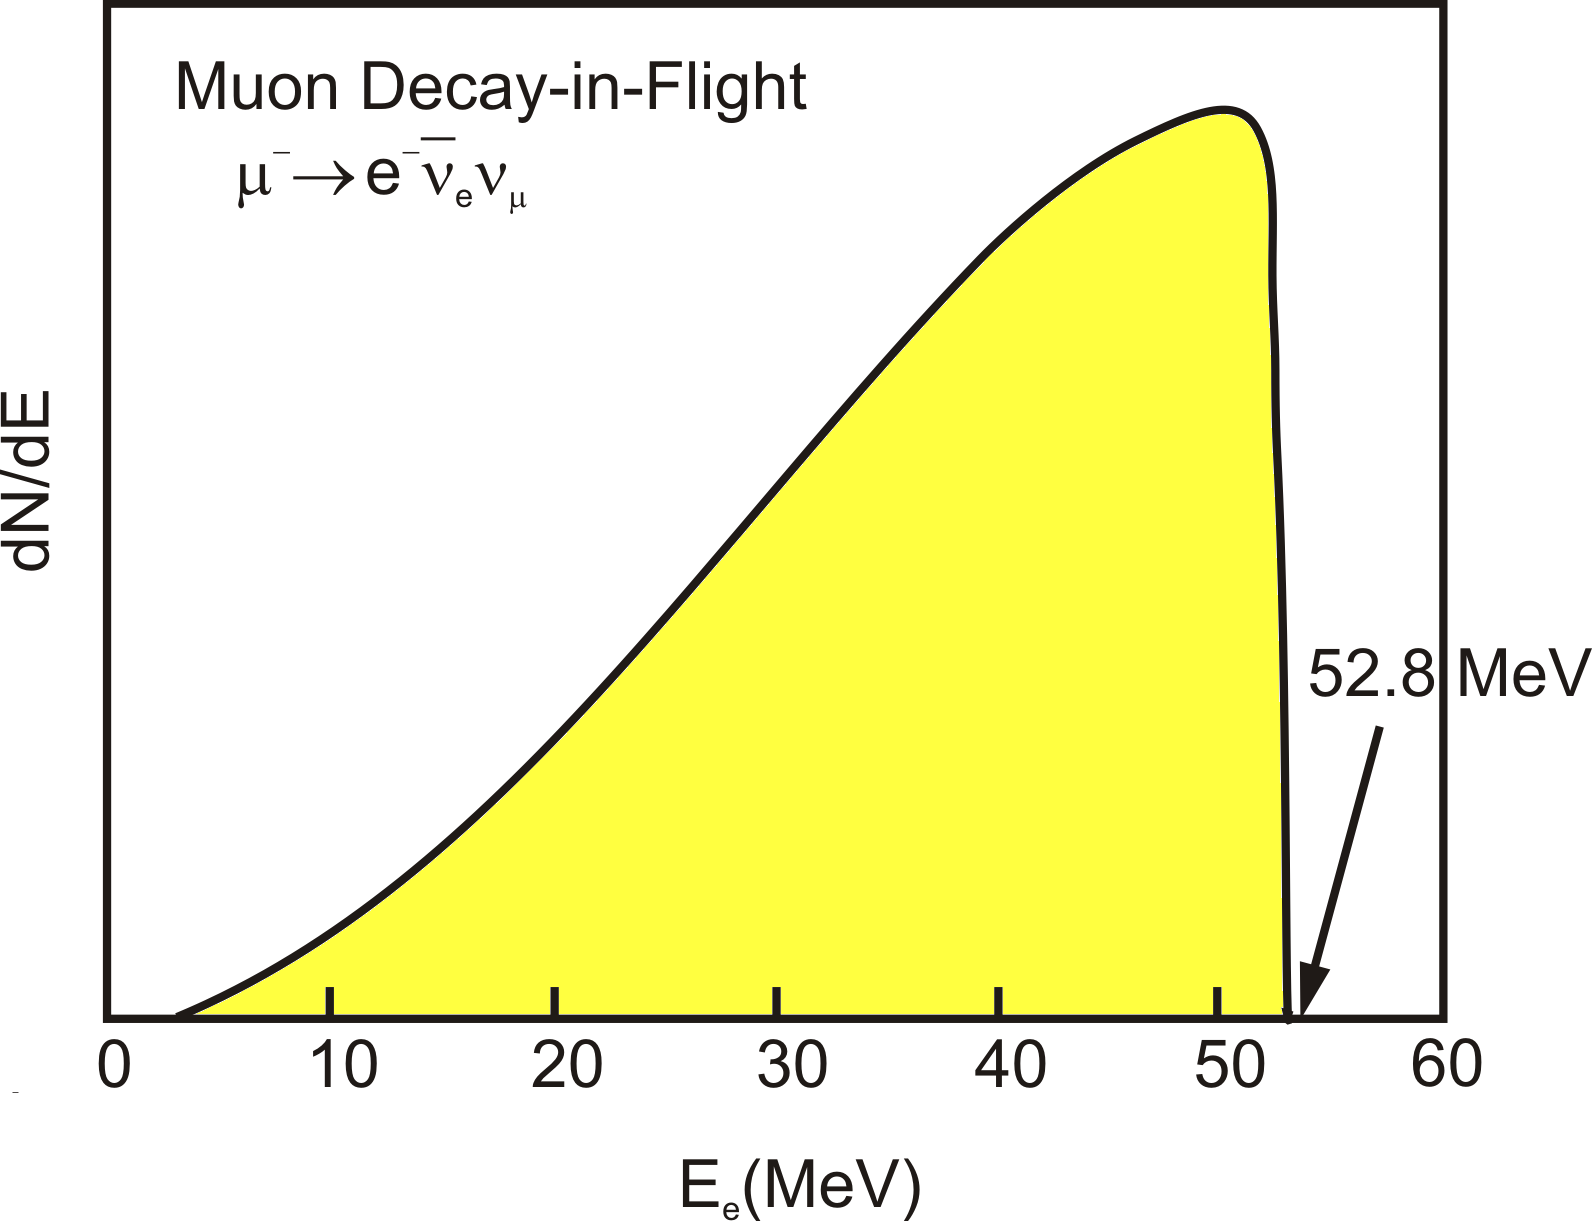 Muon Decay-in-Flight
μ⁻→e⁻ν̅ₑνμ
dN/dE
52.8 MeV
0 10 20 30 40 50 60
Eₑ(MeV)